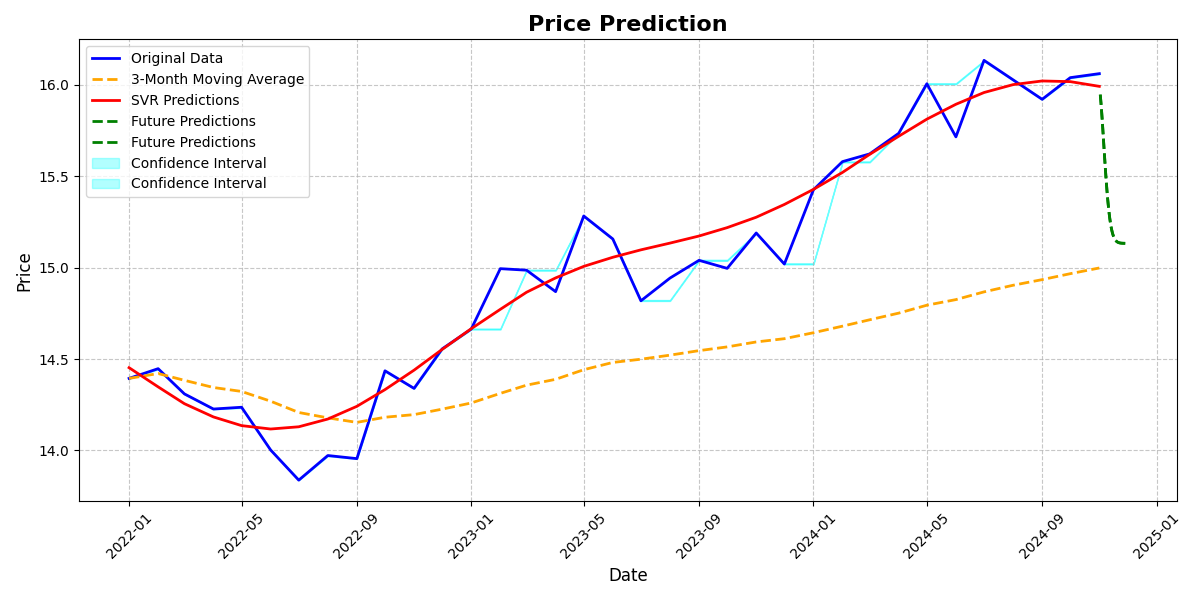 Price Prediction
Original Data
3-Month Moving Average
SVR Predictions
Future Predictions
Future Predictions
Confidence Interval
Confidence Interval
16.0
15.5
15.0
14.5
14.0
Price
2022-01
2022-05
2022-09
2023-01
2023-05
2023-09
2024-01
2024-05
2024-09
2025-01
Date